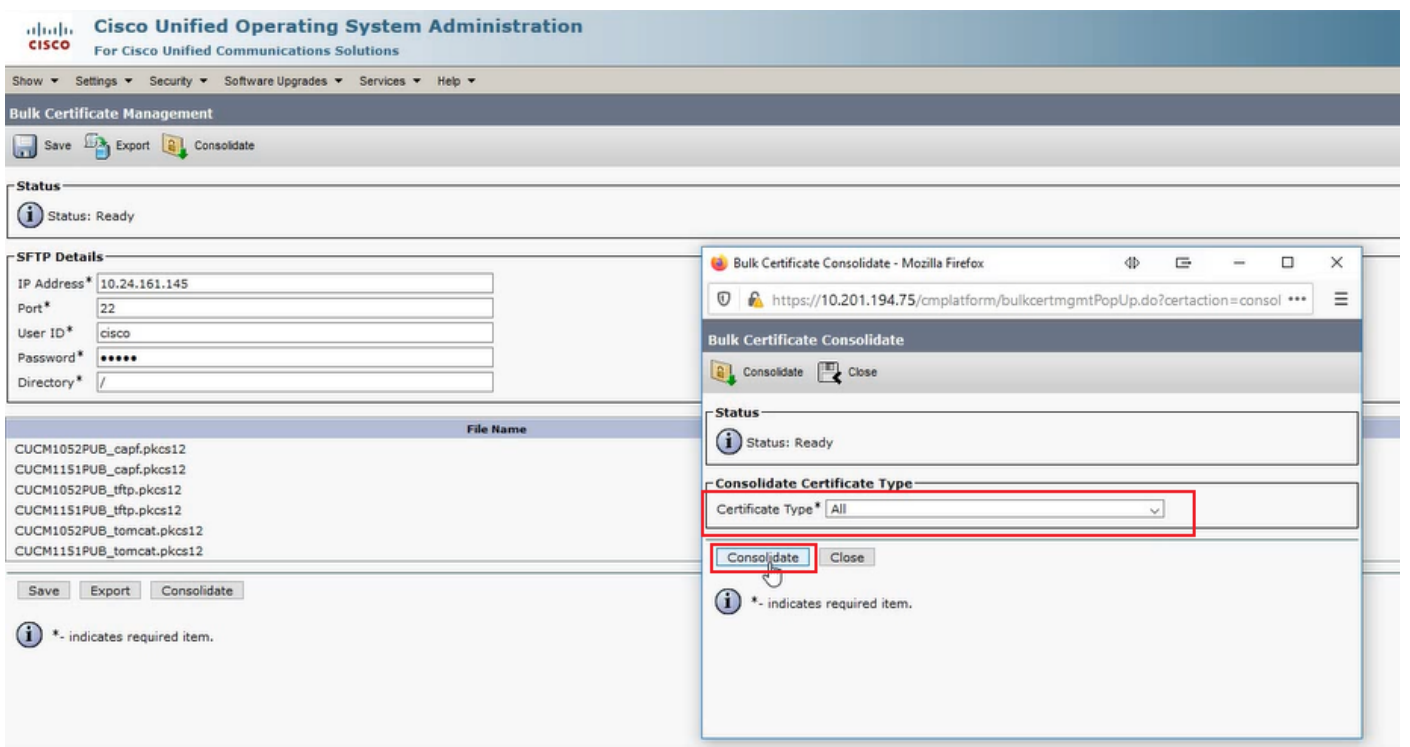 CISCO
Cisco Unified Operating System Administration
For Cisco Unified Communications Solutions
Show Settings Security Software Upgrades Services Help
Bulk Certificate Management
Save Export Consolidate
Status
Status: Ready
SFTP Details
IP Address* 10.24.161.145
Port* 22
User ID* cisco
Password* •••••
Directory* /
File Name
CUCM1052PUB_capf.pkcs12
CUCM1151PUB_capf.pkcs12
CUCM1052PUB_tftp.pkcs12
CUCM1151PUB_tftp.pkcs12
CUCM1052PUB_tomcat.pkcs12
CUCM1151PUB_tomcat.pkcs12
Save Export Consolidate
*- indicates required item.
Bulk Certificate Consolidate - Mozilla Firefox
https://10.201.194.75/cmplatform/bulkcertmgmtPopUp.do?certaction=consol •••
Bulk Certificate Consolidate
Consolidate Close
Status
Status: Ready
Consolidate Certificate Type
Certificate Type* All
Consolidate Close
*- indicates required item.